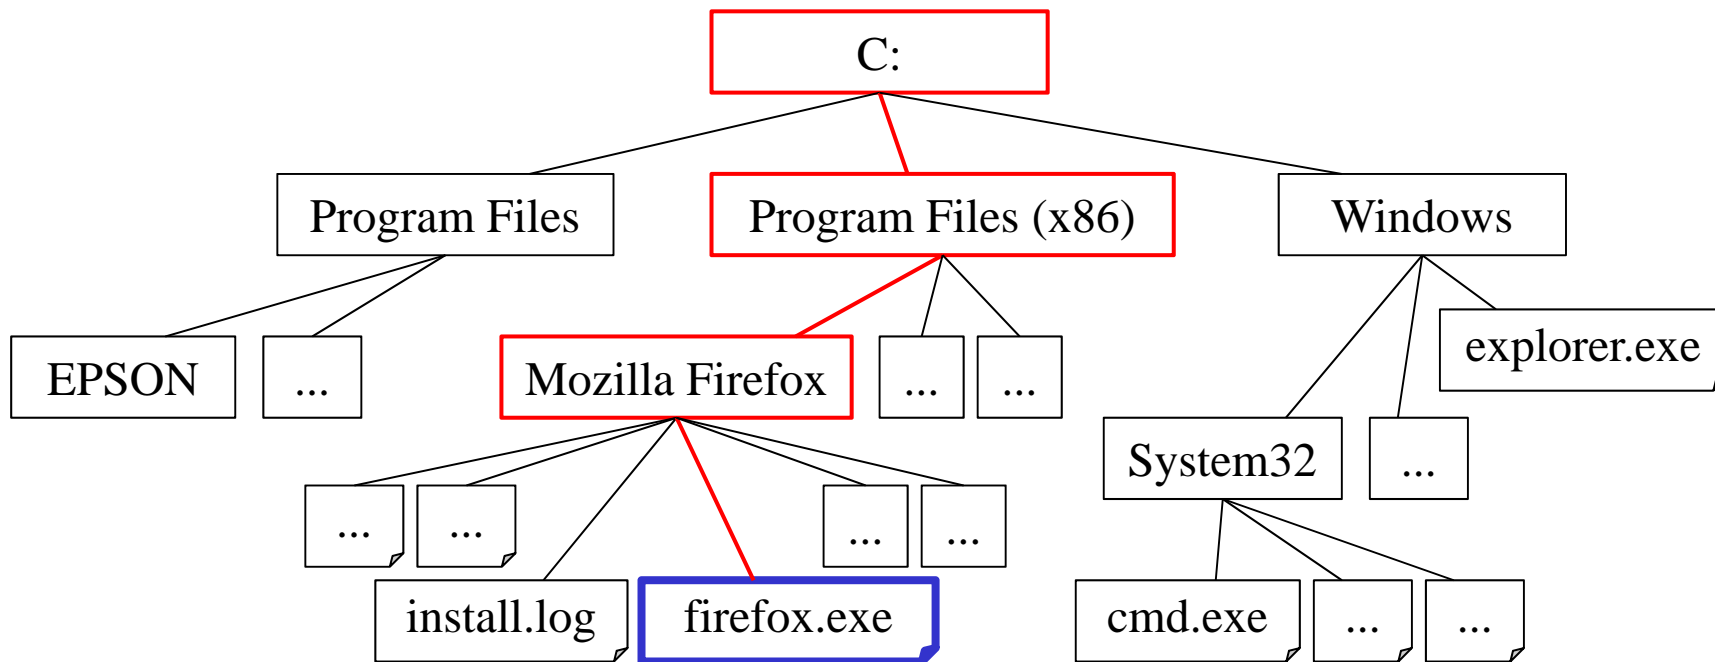 C:
Program Files
Program Files (x86)
Windows
EPSON
...
Mozilla Firefox
...
...
explorer.exe
System32
...
...
...
...
...
install.log
firefox.exe
cmd.exe
...
...